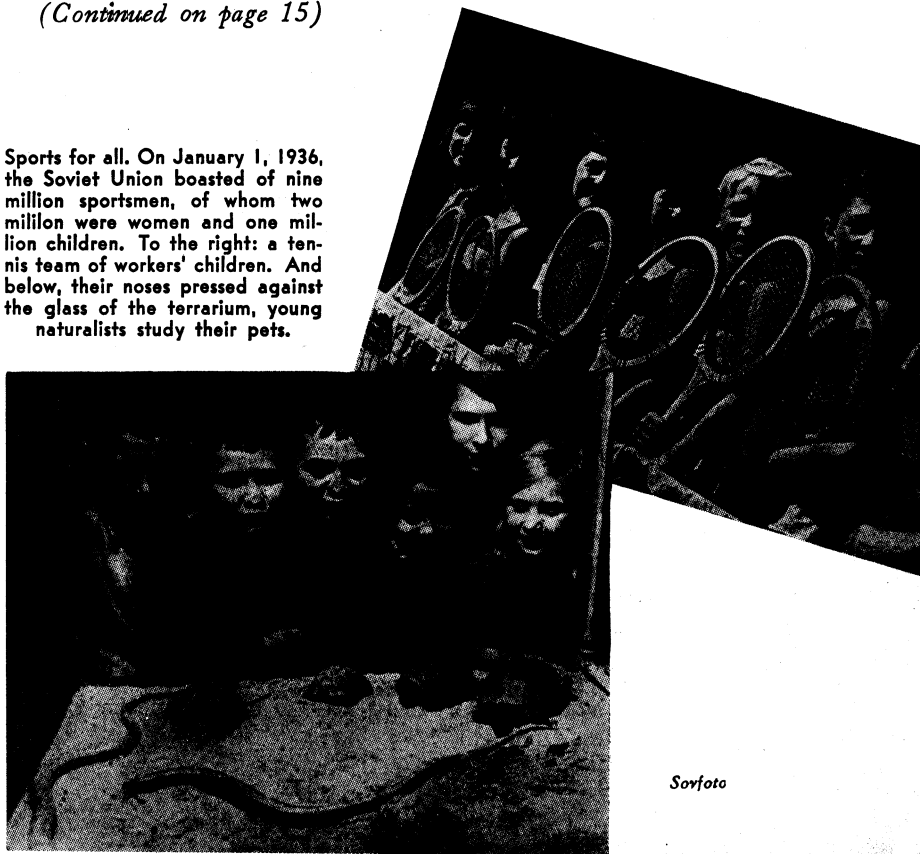 (Continued on page 15)
Sports for all. On January 1, 1936,
the Soviet Union boasted of nine
million sportsmen, of whom two
mililon were women and one mil-
lion children. To the right: a ten-
nis team of workers' children. And
below, their noses pressed against
the glass of the terrarium, young
naturalists study their pets.
Sovfoto